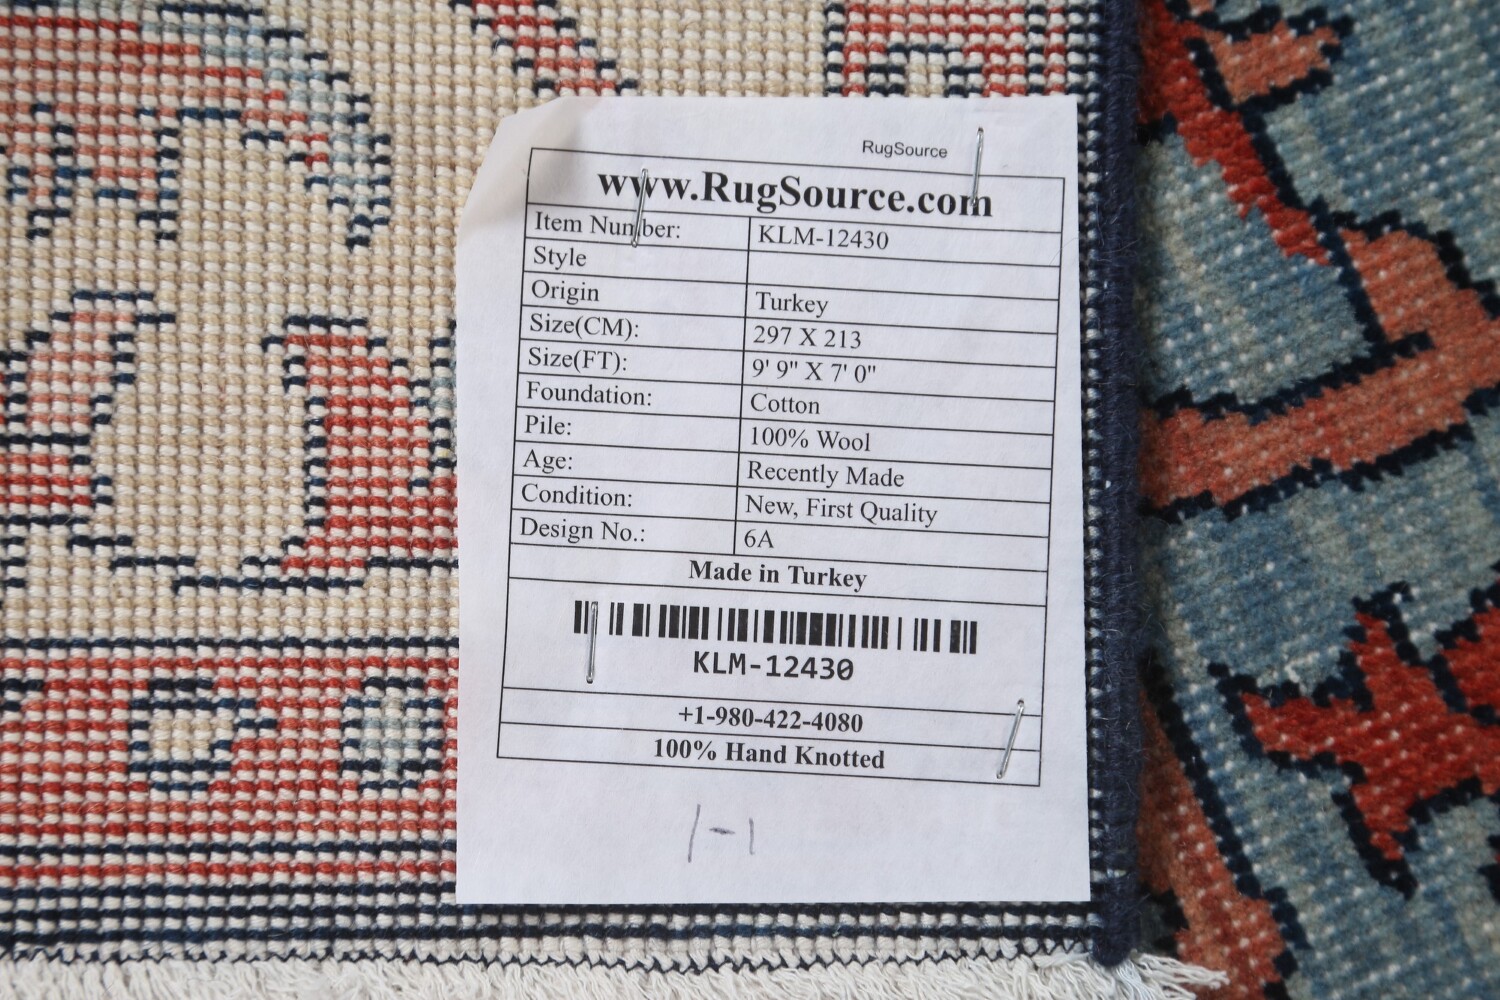 RugSource
www.RugSource.com
Item Number: KLM-12430
Style
Origin Turkey
Size(CM): 297 X 213
Size(FT): 9' 9" X 7' 0"
Foundation: Cotton
Pile: 100% Wool
Age: Recently Made
Condition: New, First Quality
Design No.: 6A
Made in Turkey
KLM-12430
+1-980-422-4080
100% Hand Knotted
1-1